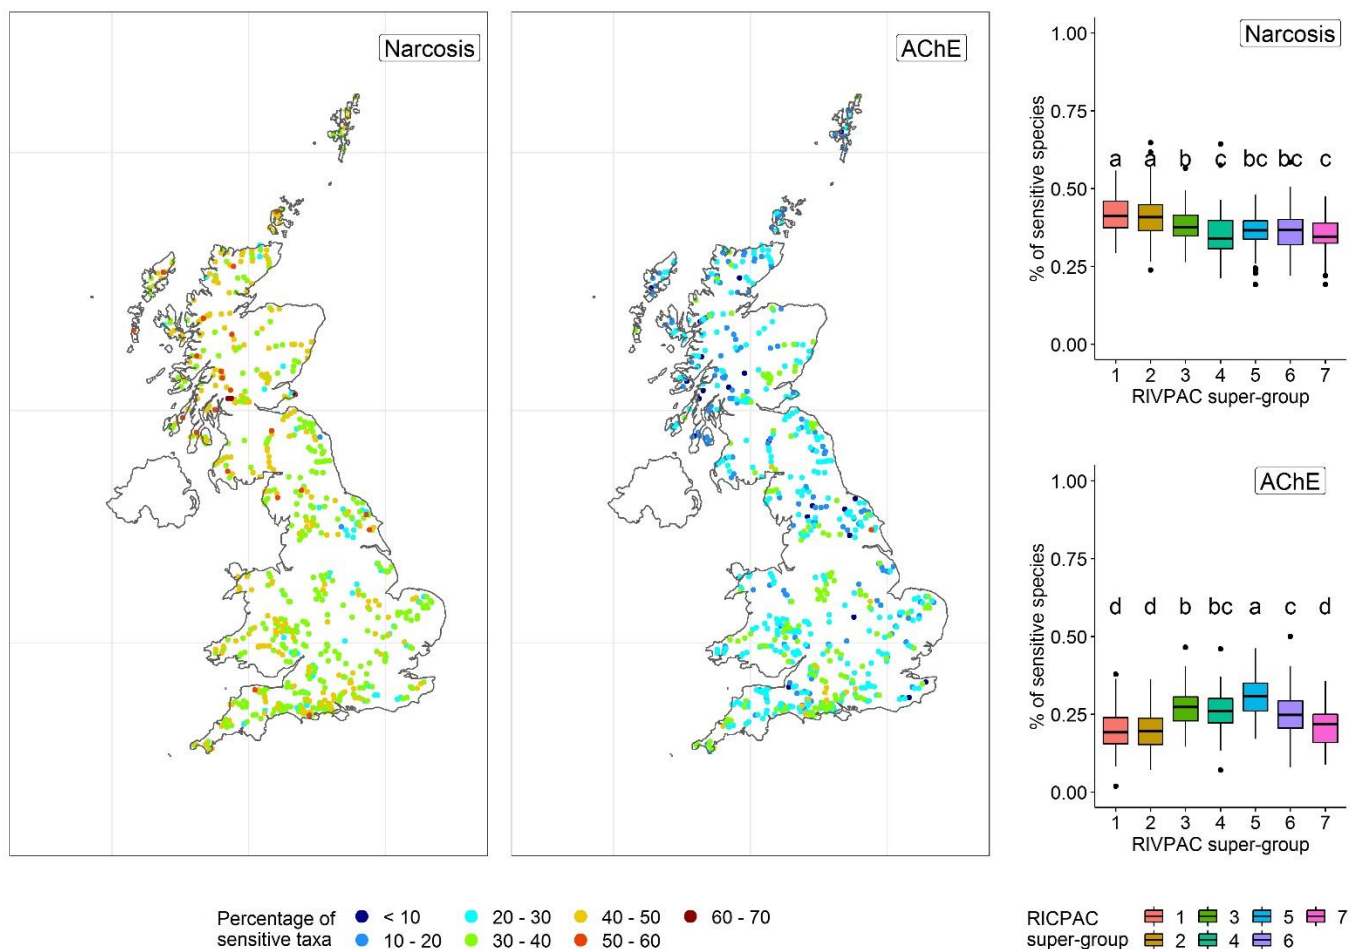 Narcosis
AChE
Narcosis
1.00
0.75
0.50
0.25
0.00
% of sensitive species
a a b c bc bc c
1 2 3 4 5 6 7
RIVPAC super-group
AChE
1.00
0.75
0.50
0.25
0.00
% of sensitive species
d d b bc a c d
1 2 3 4 5 6 7
RIVPAC super-group
Percentage of
sensitive taxa
< 10
10 - 20
20 - 30
30 - 40
40 - 50
50 - 60
60 - 70
RICPAC
super-group
1 3 5 7
2 4 6